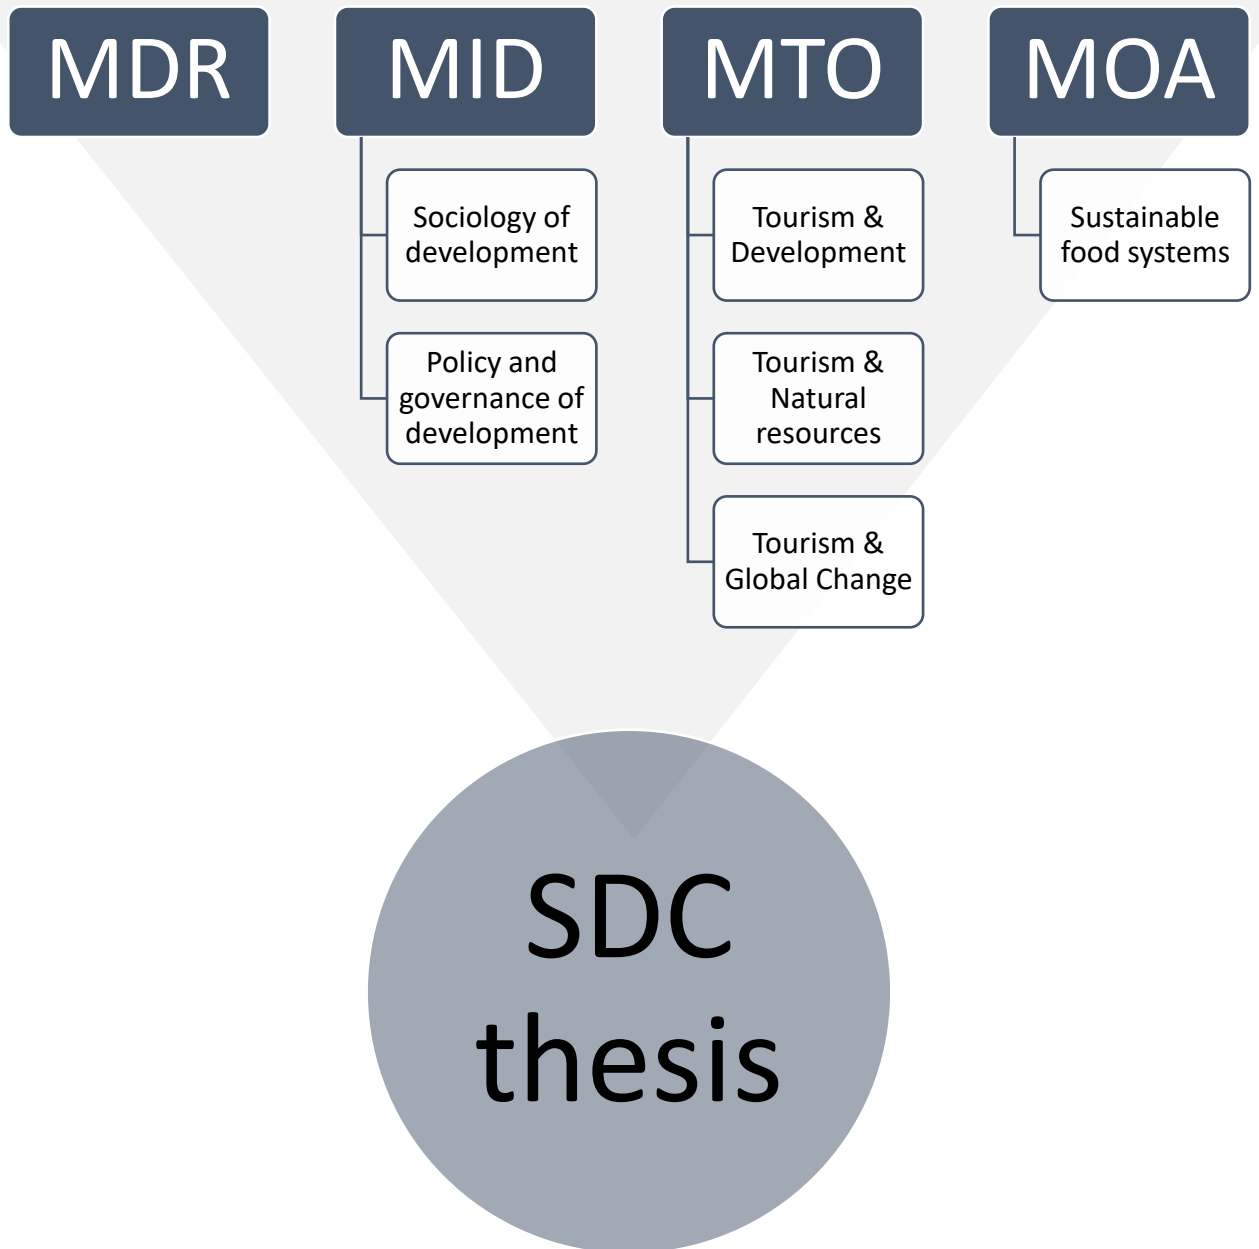 MDR
MID
MTO
MOA
Sociology of
development
Policy and
governance of
development
Tourism &
Development
Tourism &
Natural
resources
Tourism &
Global Change
Sustainable
food systems
SDC
thesis